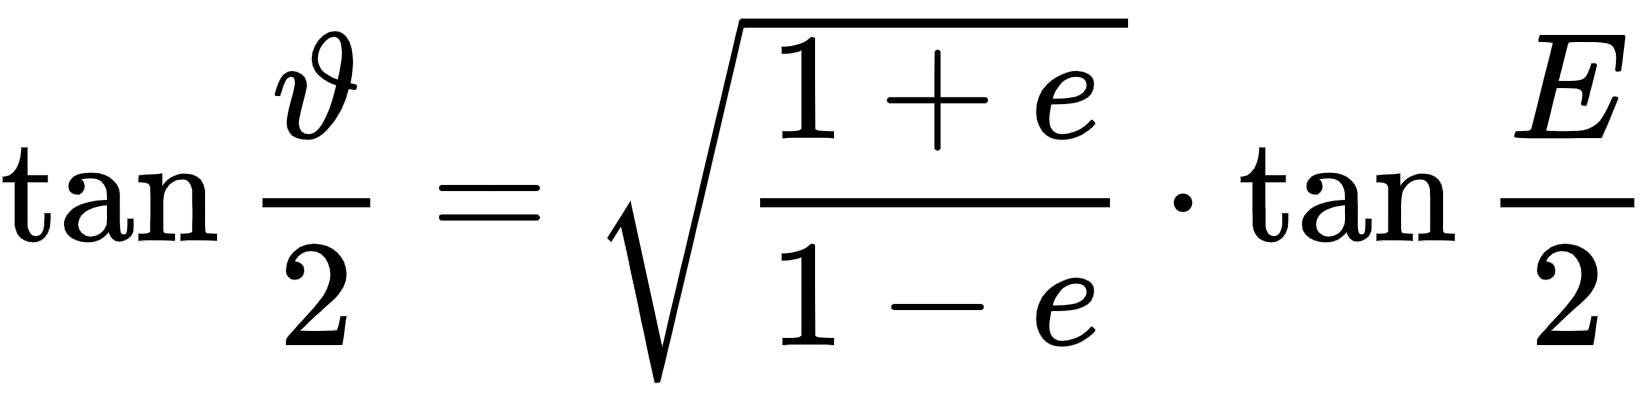 tan ϑ/2 = √((1 + e)/(1 − e)) · tan E/2